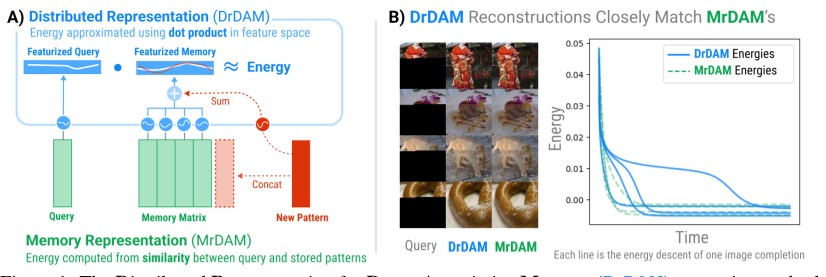 A) Distributed Representation (DrDAM)
Energy approximated using dot product in feature space
Featurized Query
Featurized Memory
≈ Energy
Sum
Concat
Query
Memory Matrix
New Pattern
Memory Representation (MrDAM)
Energy computed from similarity between query and stored patterns
B) DrDAM Reconstructions Closely Match MrDAM's
Query DrDAM MrDAM
0.05
0.04
0.03
0.02
0.01
0.00
Energy
DrDAM Energies
MrDAM Energies
Time
Each line is the energy descent of one image completion